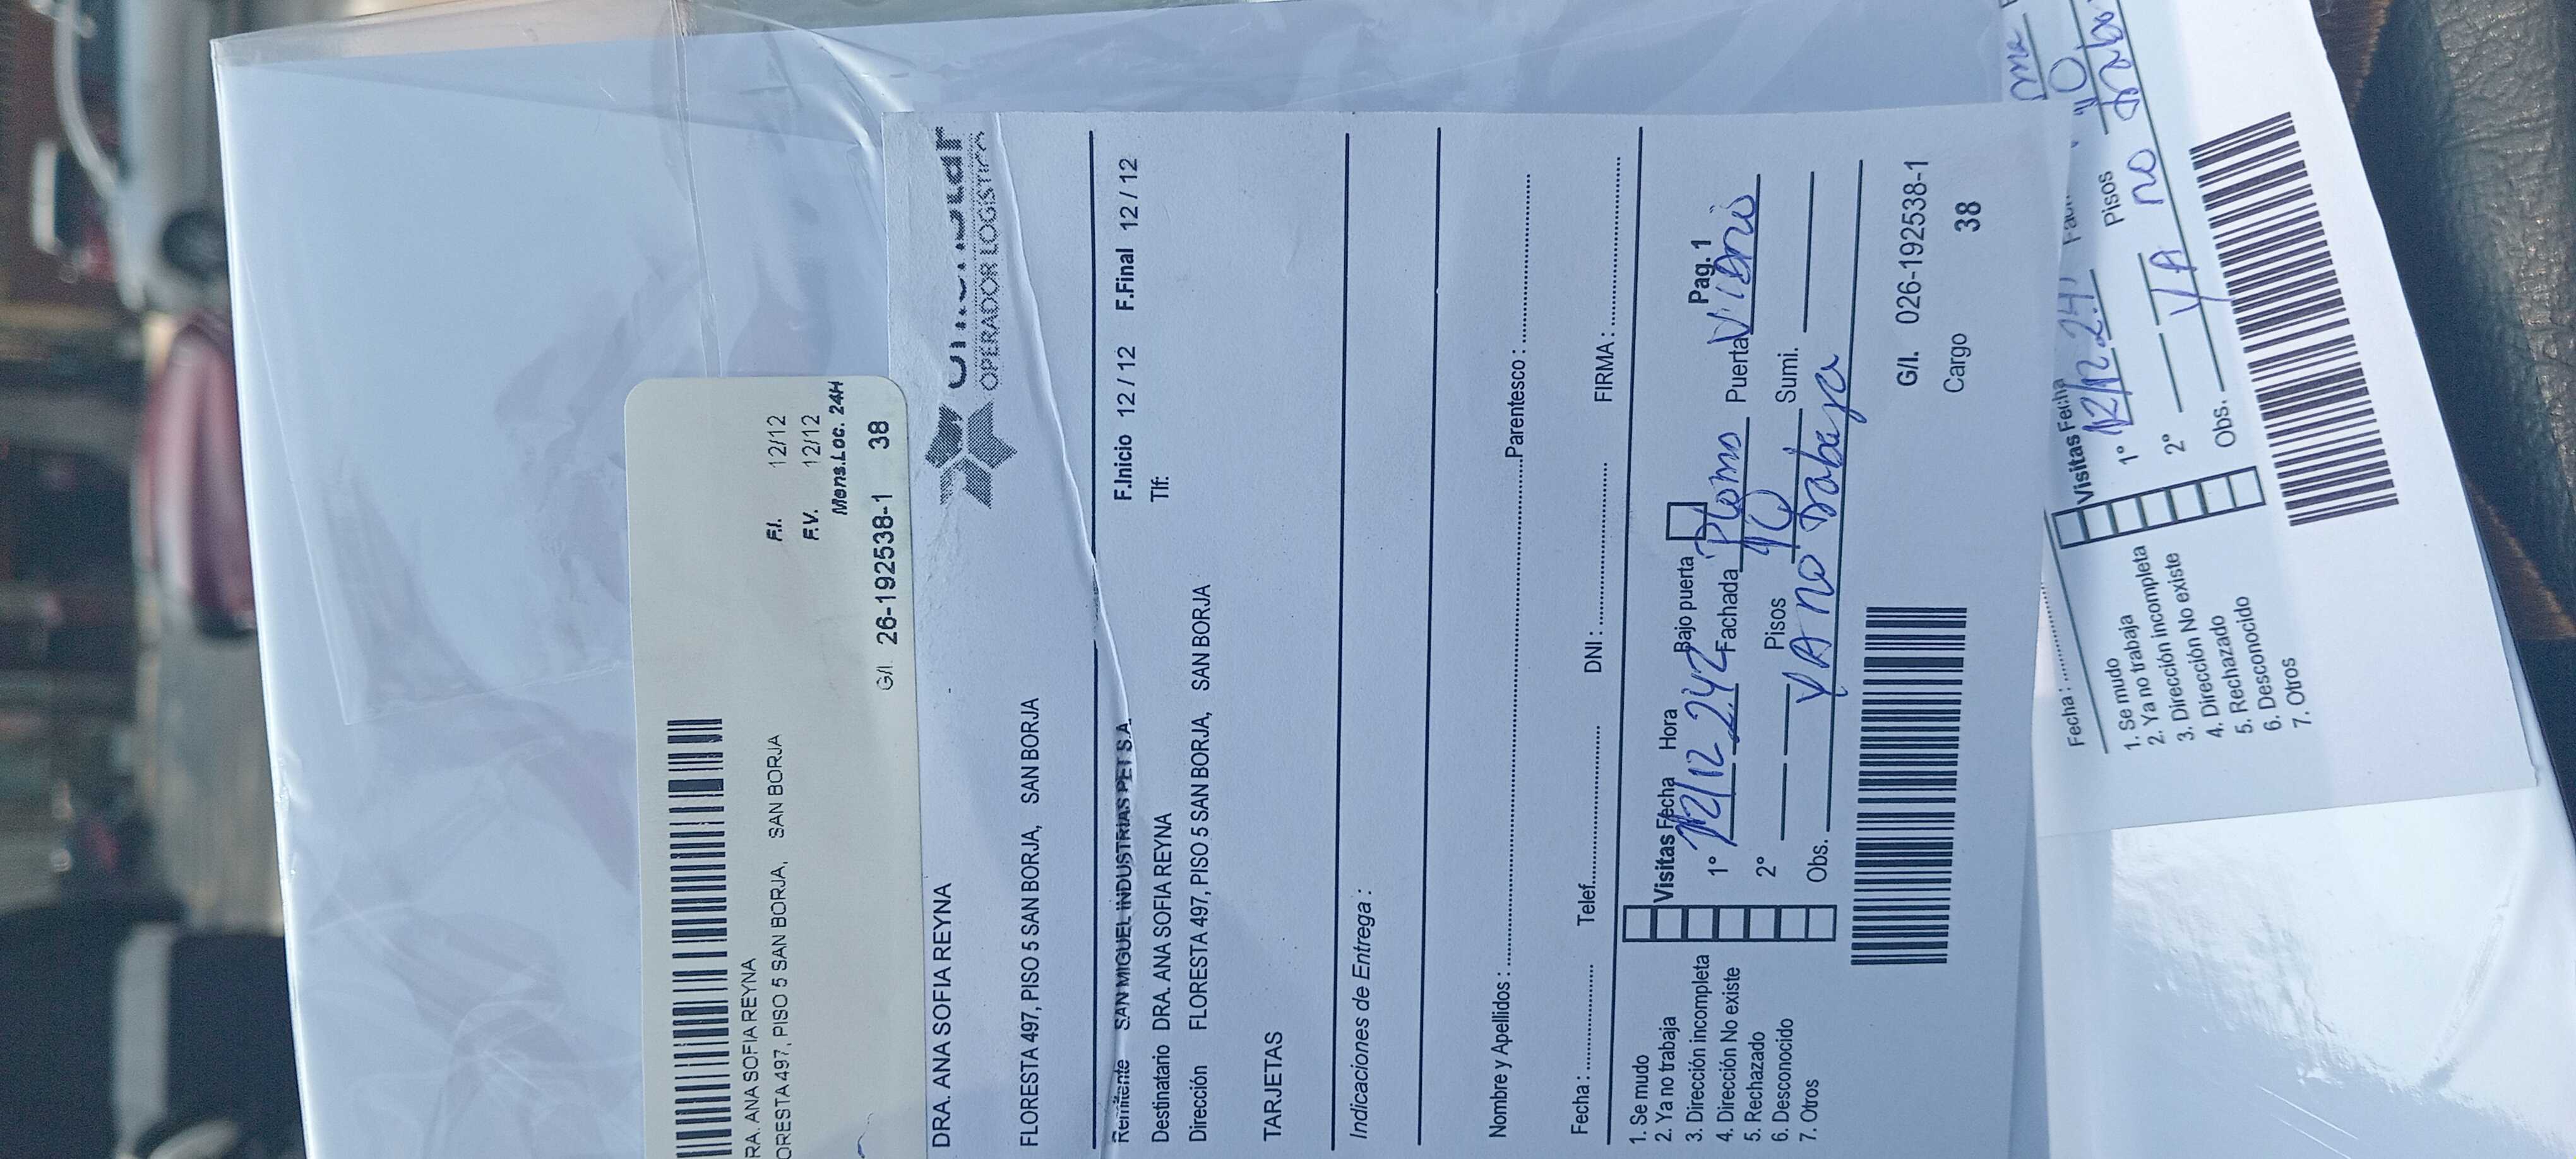 RA. ANA SOFIA REYNA
ORESTA 497, PISO 5 SAN BORJA, SAN BORJA
F.I. 12/12
F.V. 12/12
Mens.Loc. 24H
G/I. 26-192538-1 38
OPERADOR LOGÍSTICA
DRA. ANA SOFIA REYNA
FLORESTA 497, PISO 5 SAN BORJA, SAN BORJA
Remitente SAN MIGUEL INDUSTRIAS PET S.A. F.Inicio 12 / 12 F.Final 12 / 12
Destinatario DRA. ANA SOFIA REYNA Tlf:
Dirección FLORESTA 497, PISO 5 SAN BORJA, SAN BORJA
TARJETAS
Indicaciones de Entrega :
Nombre y Apellidos : Parentesco :
Fecha : Telef. DNI : FIRMA :
1. Se mudo
2. Ya no trabaja
3. Dirección incompleta
4. Dirección No existe
5. Rechazado
6. Desconocido
7. Otros
Visitas Fecha Hora Bajo puerta Pag. 1
1° 12/12 Fachada Plomo Puerta Vidrio
2° Pisos 10 Sumi.
Obs. YA no trabaja
G/I. 026-192538-1
Cargo 38
Fecha :
1. Se mudo
2. Ya no trabaja
3. Dirección incompleta
4. Dirección No existe
5. Rechazado
6. Desconocido
7. Otros
Visitas Fecha
1° 12/12
2° Pisos 10
Obs. YA no